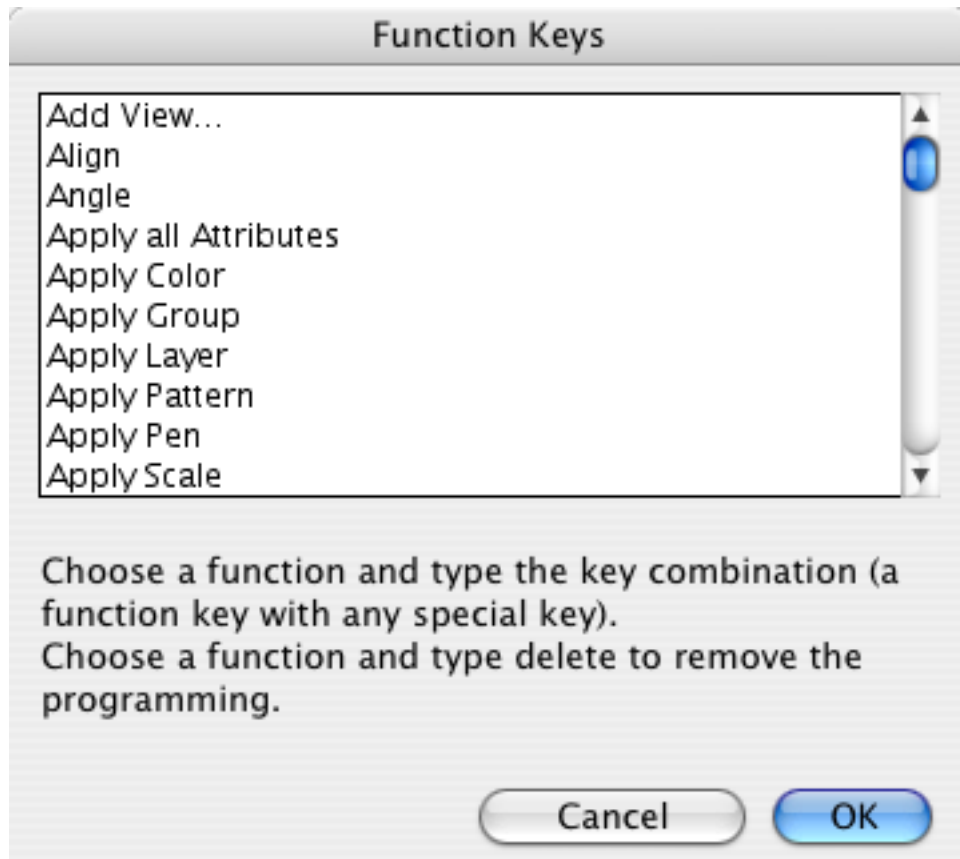 Function Keys
Add View...
Align
Angle
Apply all Attributes
Apply Color
Apply Group
Apply Layer
Apply Pattern
Apply Pen
Apply Scale
Choose a function and type the key combination (a
function key with any special key).
Choose a function and type delete to remove the
programming.
Cancel
OK